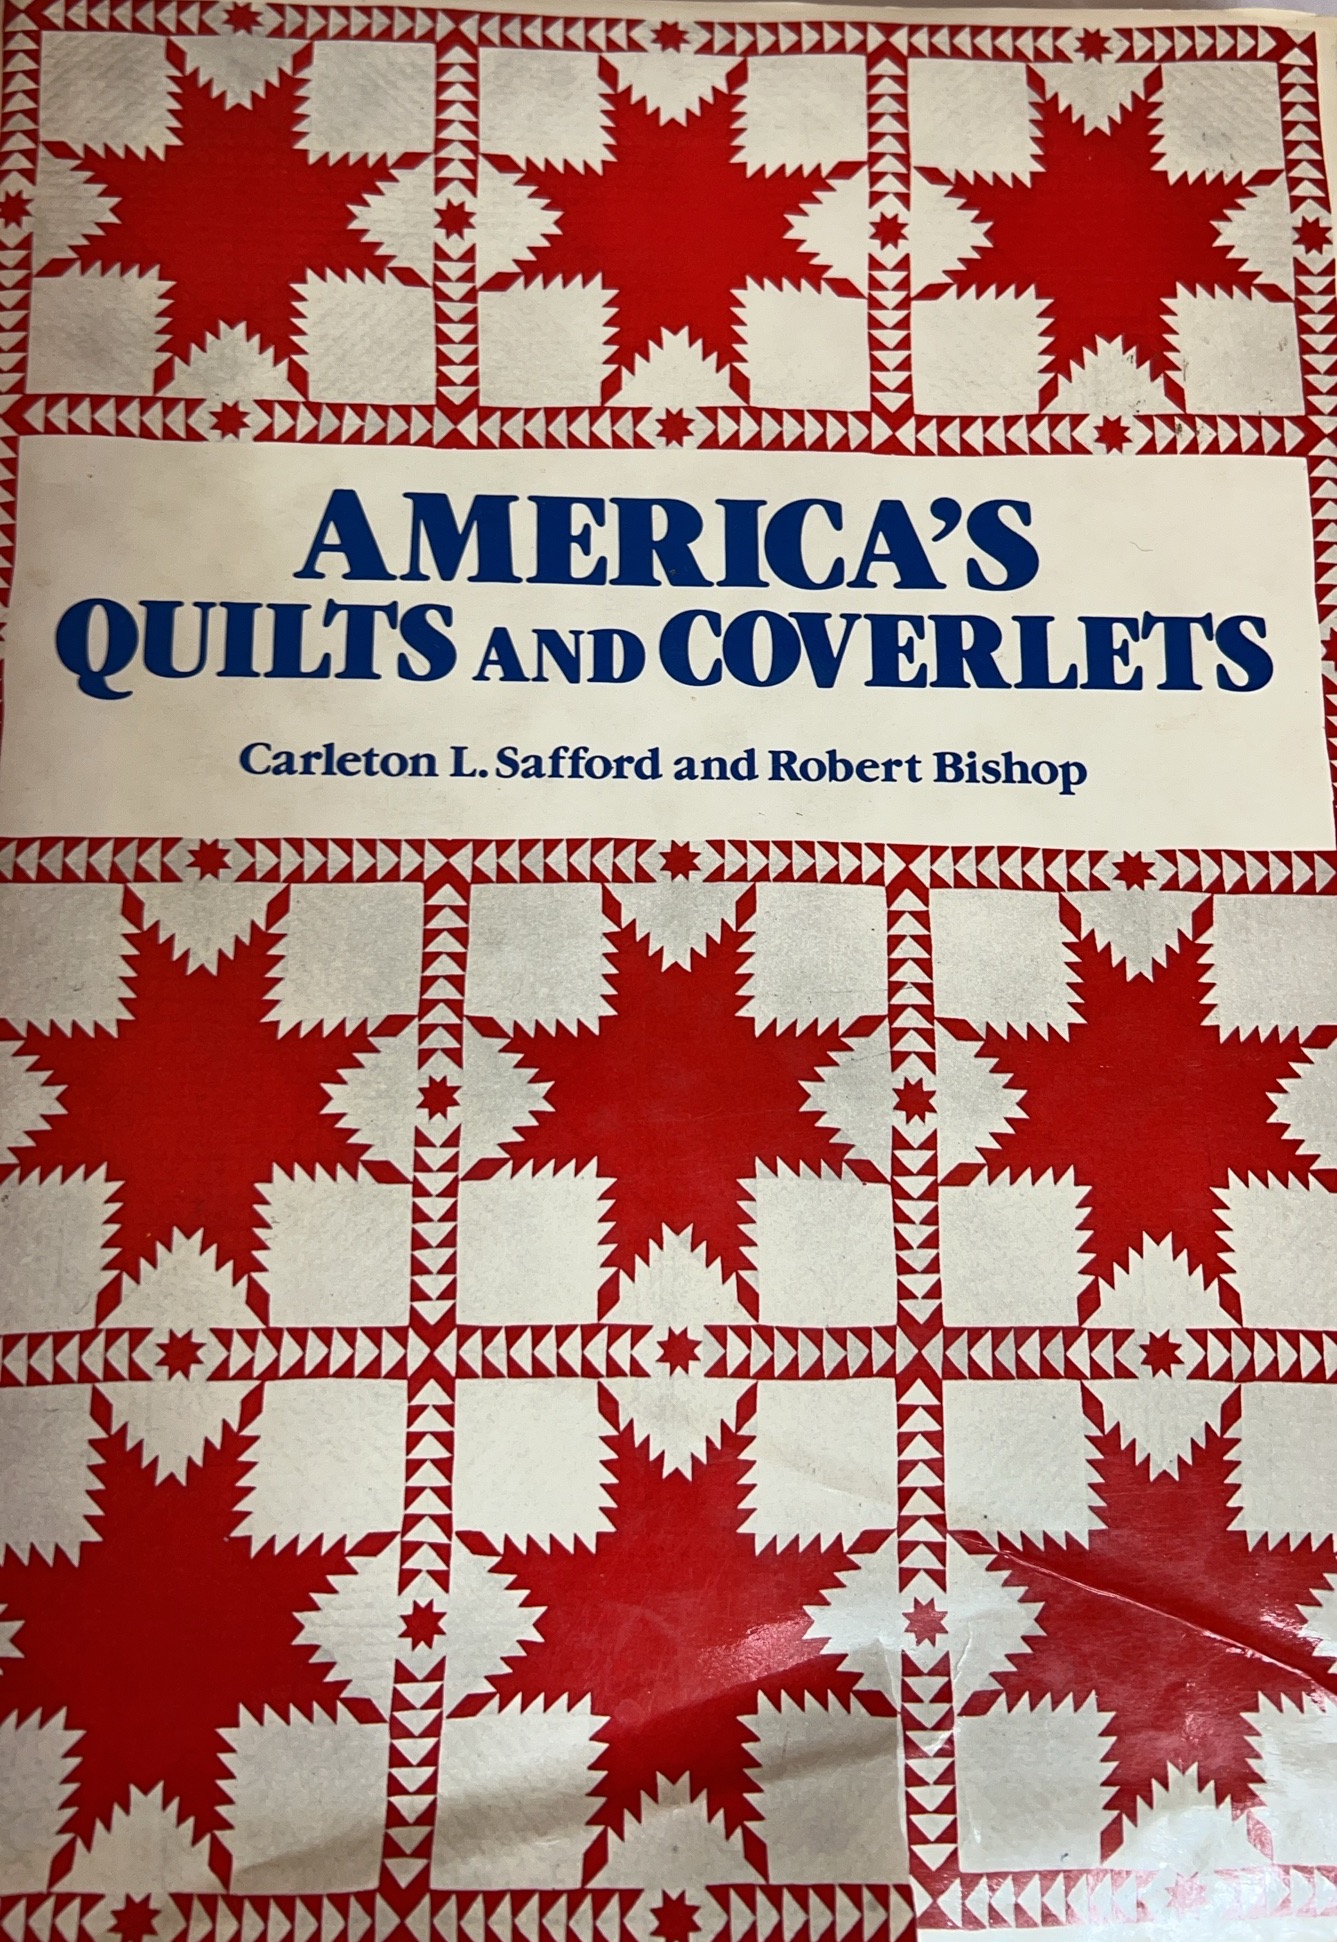 AMERICA'S
QUILTS AND COVERLETS
Carleton L. Safford and Robert Bishop